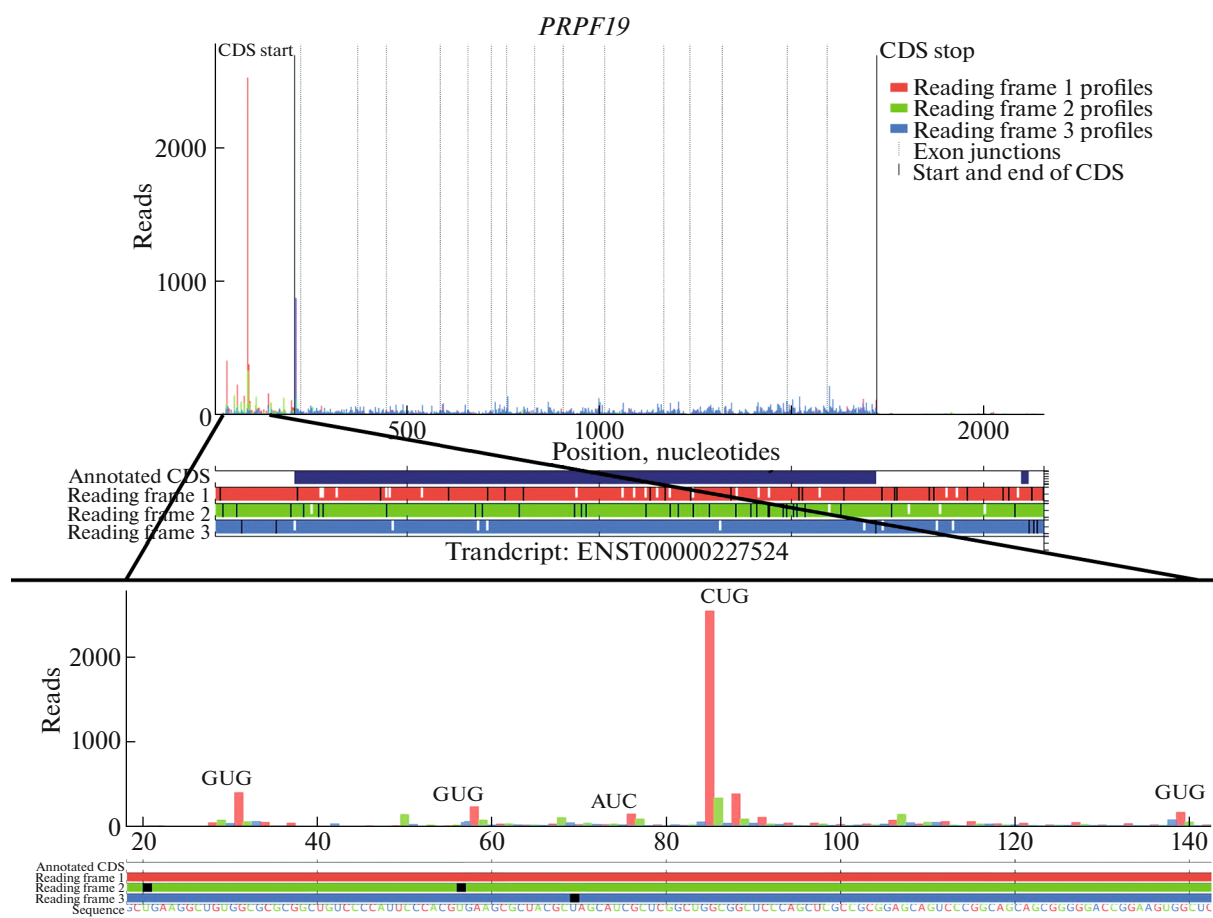 PRPF19
CDS start
CDS stop
Reading frame 1 profiles
Reading frame 2 profiles
Reading frame 3 profiles
Exon junctions
Start and end of CDS
Reads
2000
1000
0
500
1000
2000
Position, nucleotides
Annotated CDS
Reading frame 1
Reading frame 2
Reading frame 3
Trandcript: ENST00000227524
Reads
2000
1000
0
GUG
GUG
AUC
CUG
GUG
20
40
60
80
100
120
140
Annotated CDS
Reading frame 1
Reading frame 2
Reading frame 3
Sequence